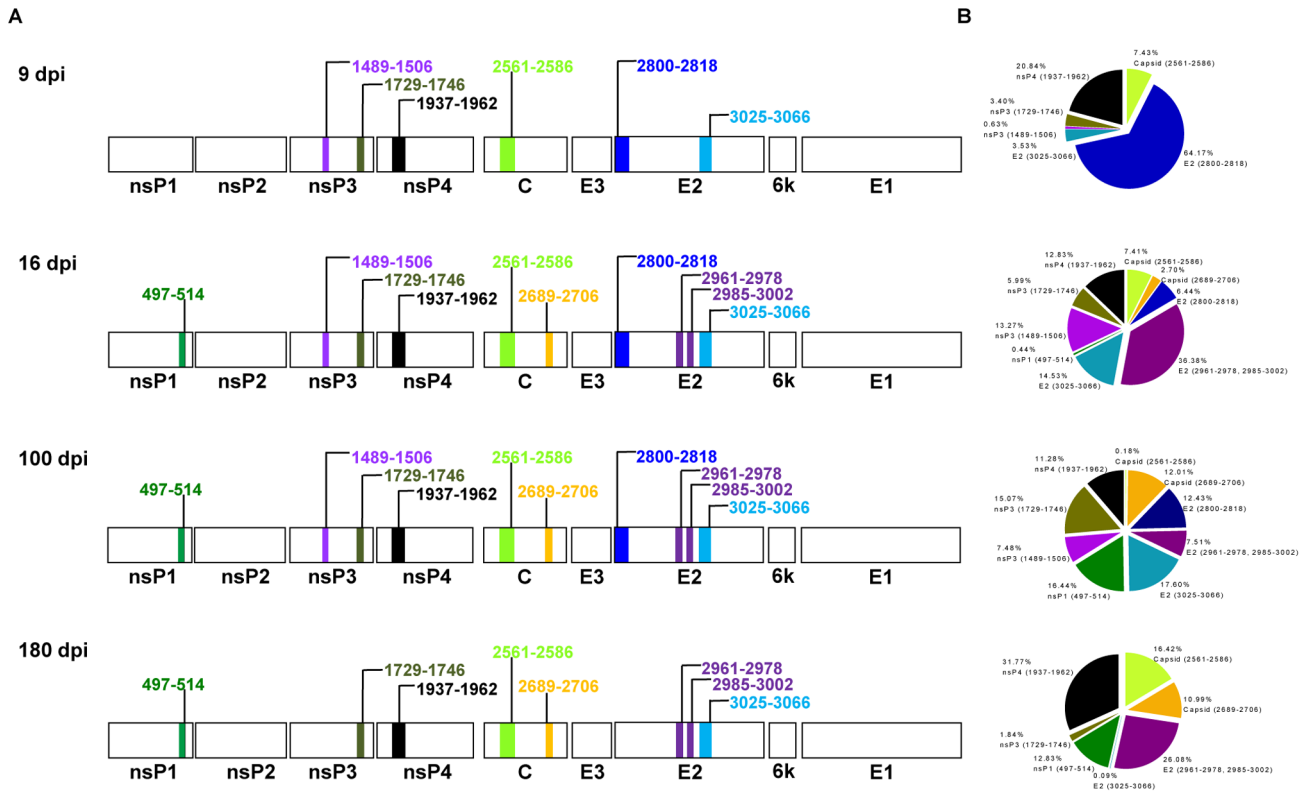 A
B
9 dpi
1489-1506
1729-1746
1937-1962
2561-2586
2800-2818
3025-3066
nsP1
nsP2
nsP3
nsP4
C
E3
E2
6k
E1
7.43%
Capsid (2561-2586)
20.84%
nsP4 (1937-1962)
3.40%
nsP3 (1729-1746)
0.63%
nsP3 (1489-1506)
3.53%
E2 (3025-3066)
64.17%
E2 (2800-2818)
16 dpi
497-514
1489-1506
1729-1746
1937-1962
2561-2586
2689-2706
2800-2818
2961-2978
2985-3002
3025-3066
nsP1
nsP2
nsP3
nsP4
C
E3
E2
6k
E1
12.83%
nsP4 (1937-1962)
7.41%
Capsid (2561-2586)
2.70%
Capsid (2689-2706)
6.44%
E2 (2800-2818)
5.99%
nsP3 (1729-1746)
13.27%
nsP3 (1489-1506)
0.44%
nsP1 (497-514)
14.53%
E2 (3025-3066)
36.38%
E2 (2961-2978, 2985-3002)
100 dpi
497-514
1489-1506
1729-1746
1937-1962
2561-2586
2689-2706
2800-2818
2961-2978
2985-3002
3025-3066
nsP1
nsP2
nsP3
nsP4
C
E3
E2
6k
E1
11.28%
nsP4 (1937-1962)
0.18%
Capsid (2561-2586)
12.01%
Capsid (2689-2706)
12.43%
E2 (2800-2818)
15.07%
nsP3 (1729-1746)
7.51%
E2 (2961-2978, 2985-3002)
7.48%
nsP3 (1489-1506)
16.44%
nsP1 (497-514)
17.60%
E2 (3025-3066)
180 dpi
497-514
1729-1746
1937-1962
2561-2586
2689-2706
2961-2978
2985-3002
3025-3066
nsP1
nsP2
nsP3
nsP4
C
E3
E2
6k
E1
31.77%
nsP4 (1937-1962)
16.42%
Capsid (2561-2586)
10.99%
Capsid (2689-2706)
1.84%
nsP3 (1729-1746)
12.83%
nsP1 (497-514)
0.09%
E2 (3025-3066)
26.08%
E2 (2961-2978, 2985-3002)